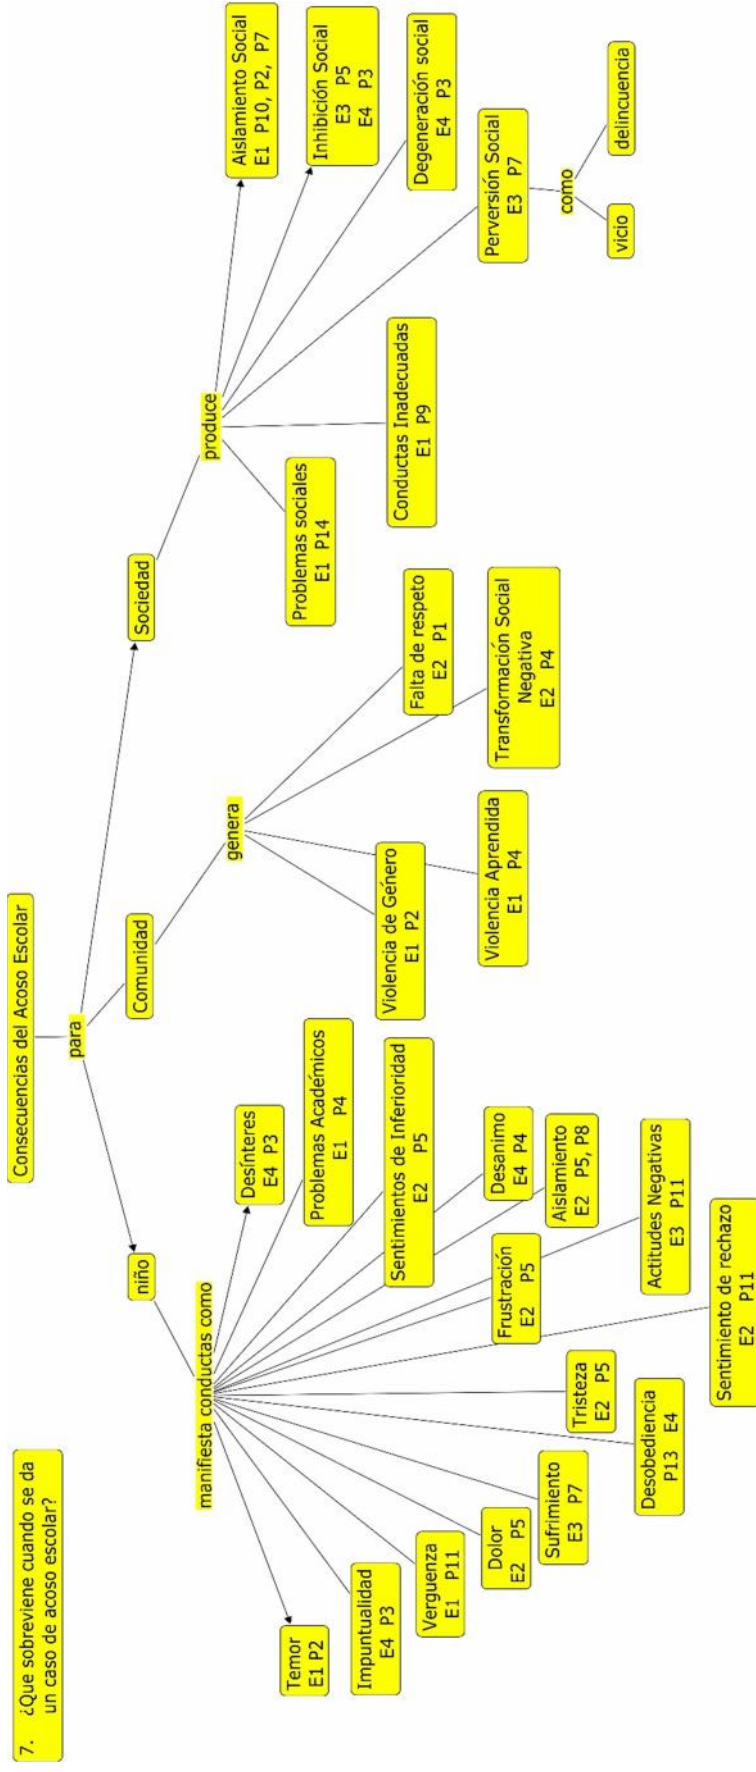 7. ¿Que sobreviene cuando se da
un caso de acoso escolar?
Consecuencias del Acoso Escolar
para
niño
Comunidad
Sociedad
manifiesta conductas como
Temor
E1 P2
Impuntualidad
E4 P3
Verguenza
E1 P11
Dolor
E2 P5
Sufrimiento
E3 P7
Desobediencia
P13 E4
Tristeza
E2 P5
Sentimiento de rechazo
E2 P11
Frustración
E2 P5
Actitudes Negativas
E3 P11
Aislamiento
E2 P5, P8
Desanimo
E4 P4
Sentimientos de Inferioridad
E2 P5
Problemas Académicos
E1 P4
Desínteres
E4 P3
genera
Violencia de Género
E1 P2
Violencia Aprendida
E1 P4
Transformación Social
Negativa
E2 P4
Falta de respeto
E2 P1
produce
Problemas sociales
E1 P14
Conductas Inadecuadas
E1 P9
Perversión Social
E3 P7
como
vicio
delincuencia
Degeneración social
E4 P3
Inhibición Social
E3 P5
E4 P3
Aislamiento Social
E1 P10, P2, P7